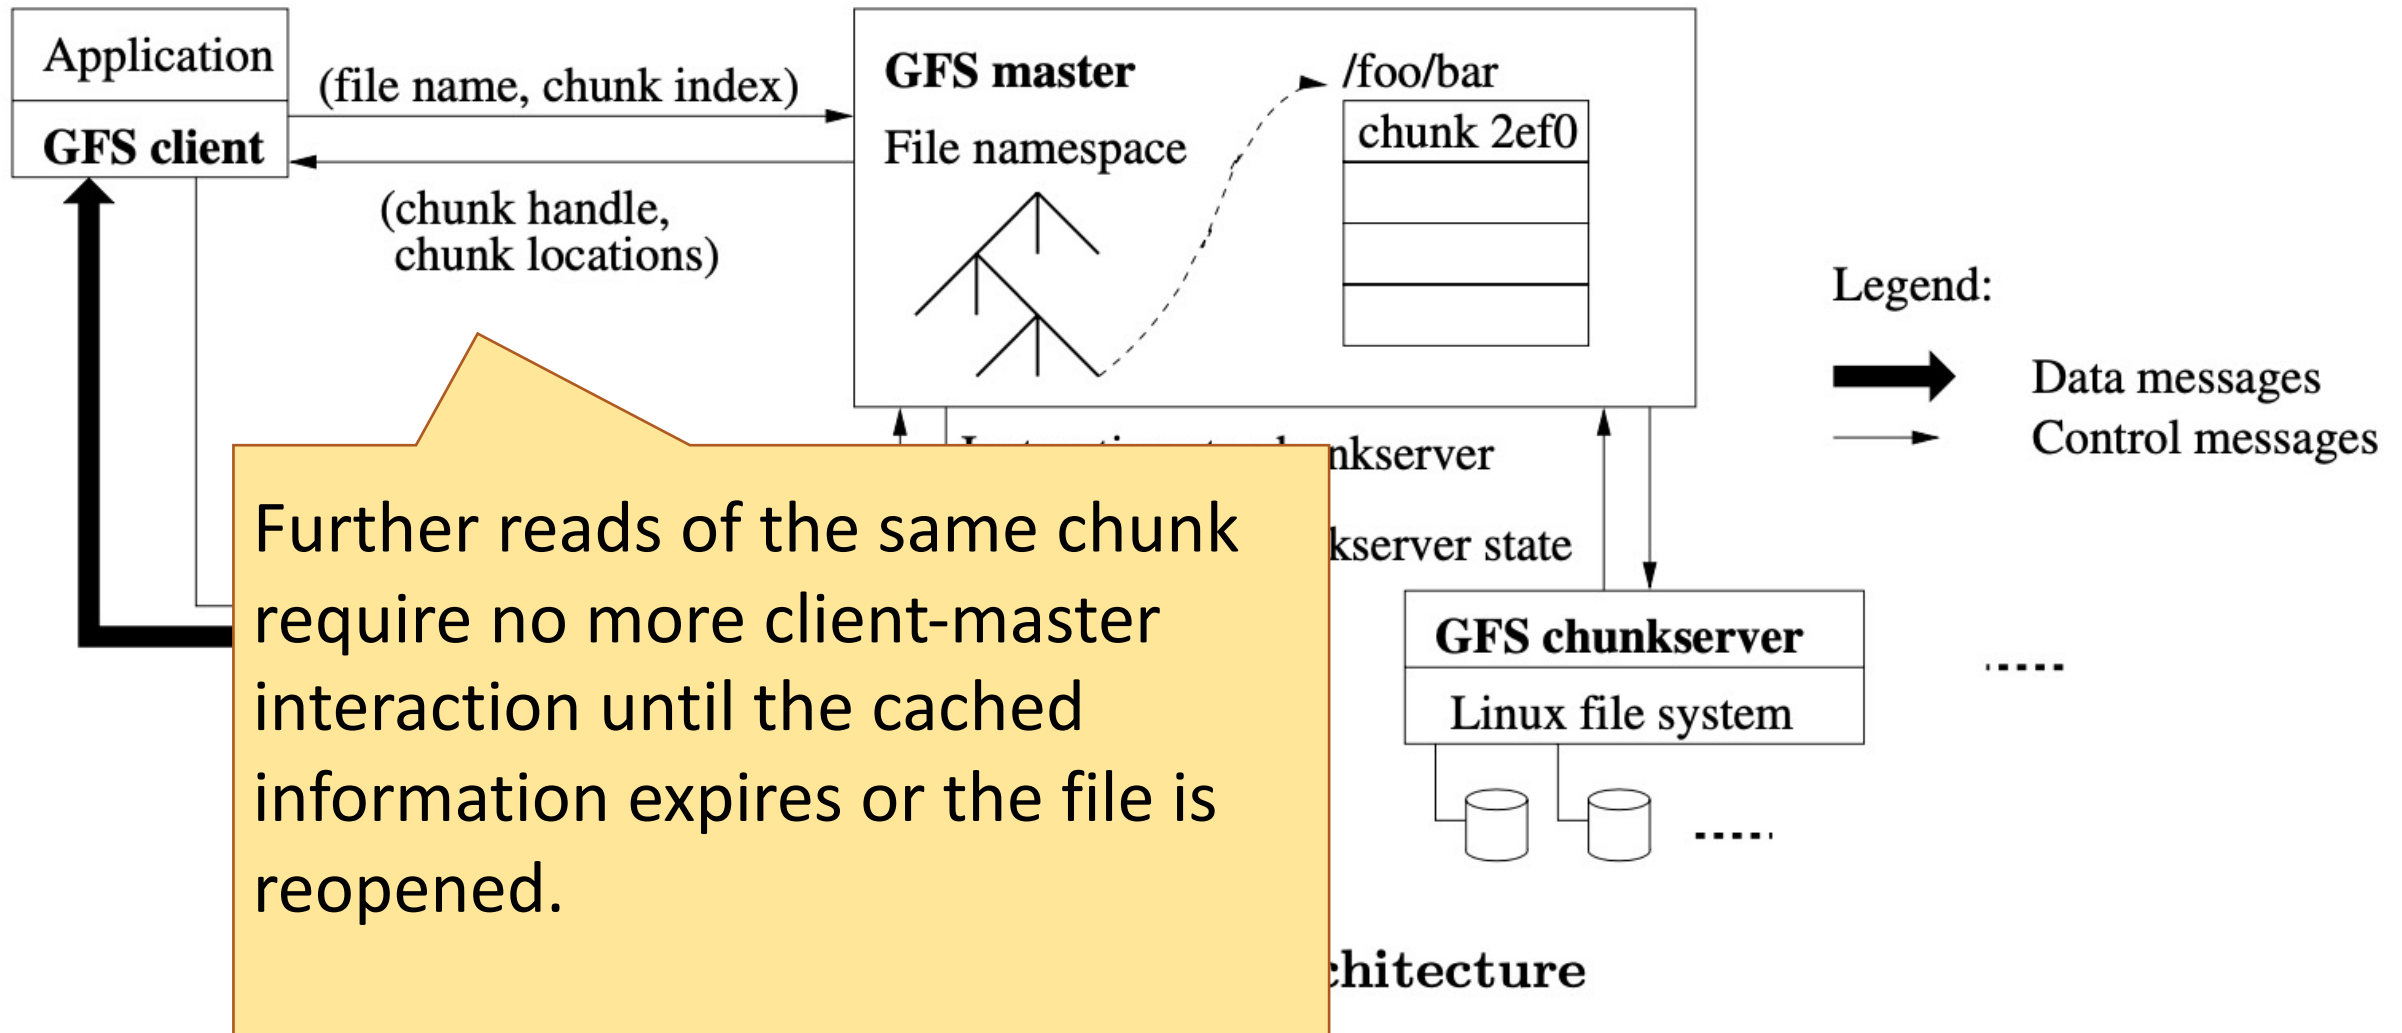 Application
GFS client
(file name, chunk index)
(chunk handle,
chunk locations)
GFS master
File namespace
/foo/bar
chunk 2ef0
Legend:
Data messages
Control messages
Further reads of the same chunk
require no more client-master
interaction until the cached
information expires or the file is
reopened.
nkserver
kserver state
GFS chunkserver
Linux file system
chitecture